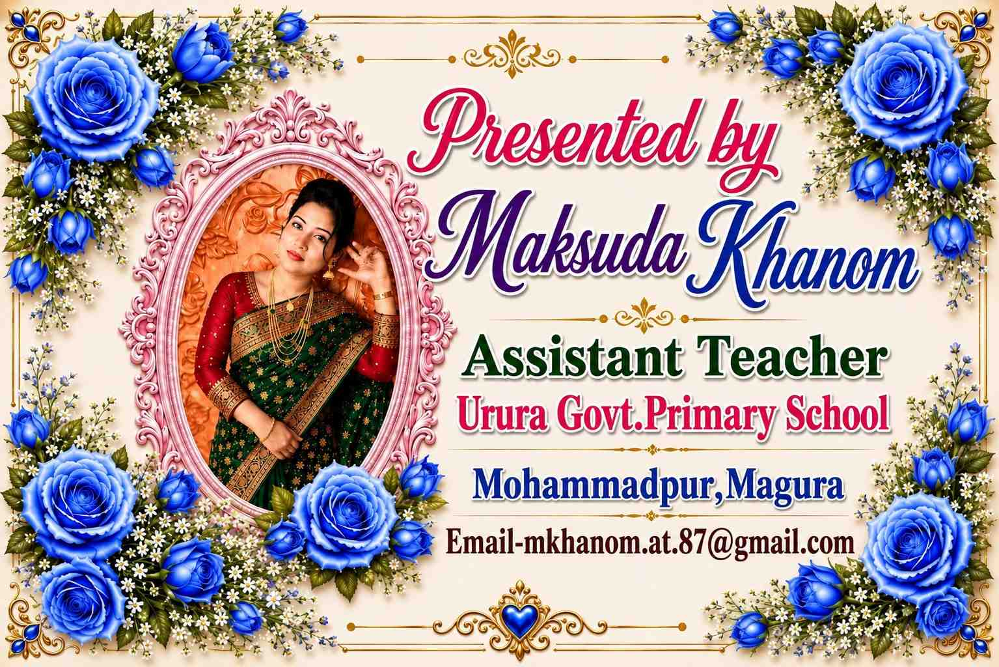 Presented by
Maksuda Khanom
Assistant Teacher
Urura Govt.Primary School
Mohammadpur,Magura
Email-mkhanom.at.87@gmail.com